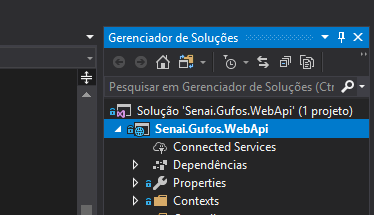 Gerenciador de Soluções
Pesquisar em Gerenciador de Soluções (Ctr
Solução 'Senai.Gufos.WebApi' (1 projeto)
Senai.Gufos.WebApi
Connected Services
Dependências
Properties
Contexts